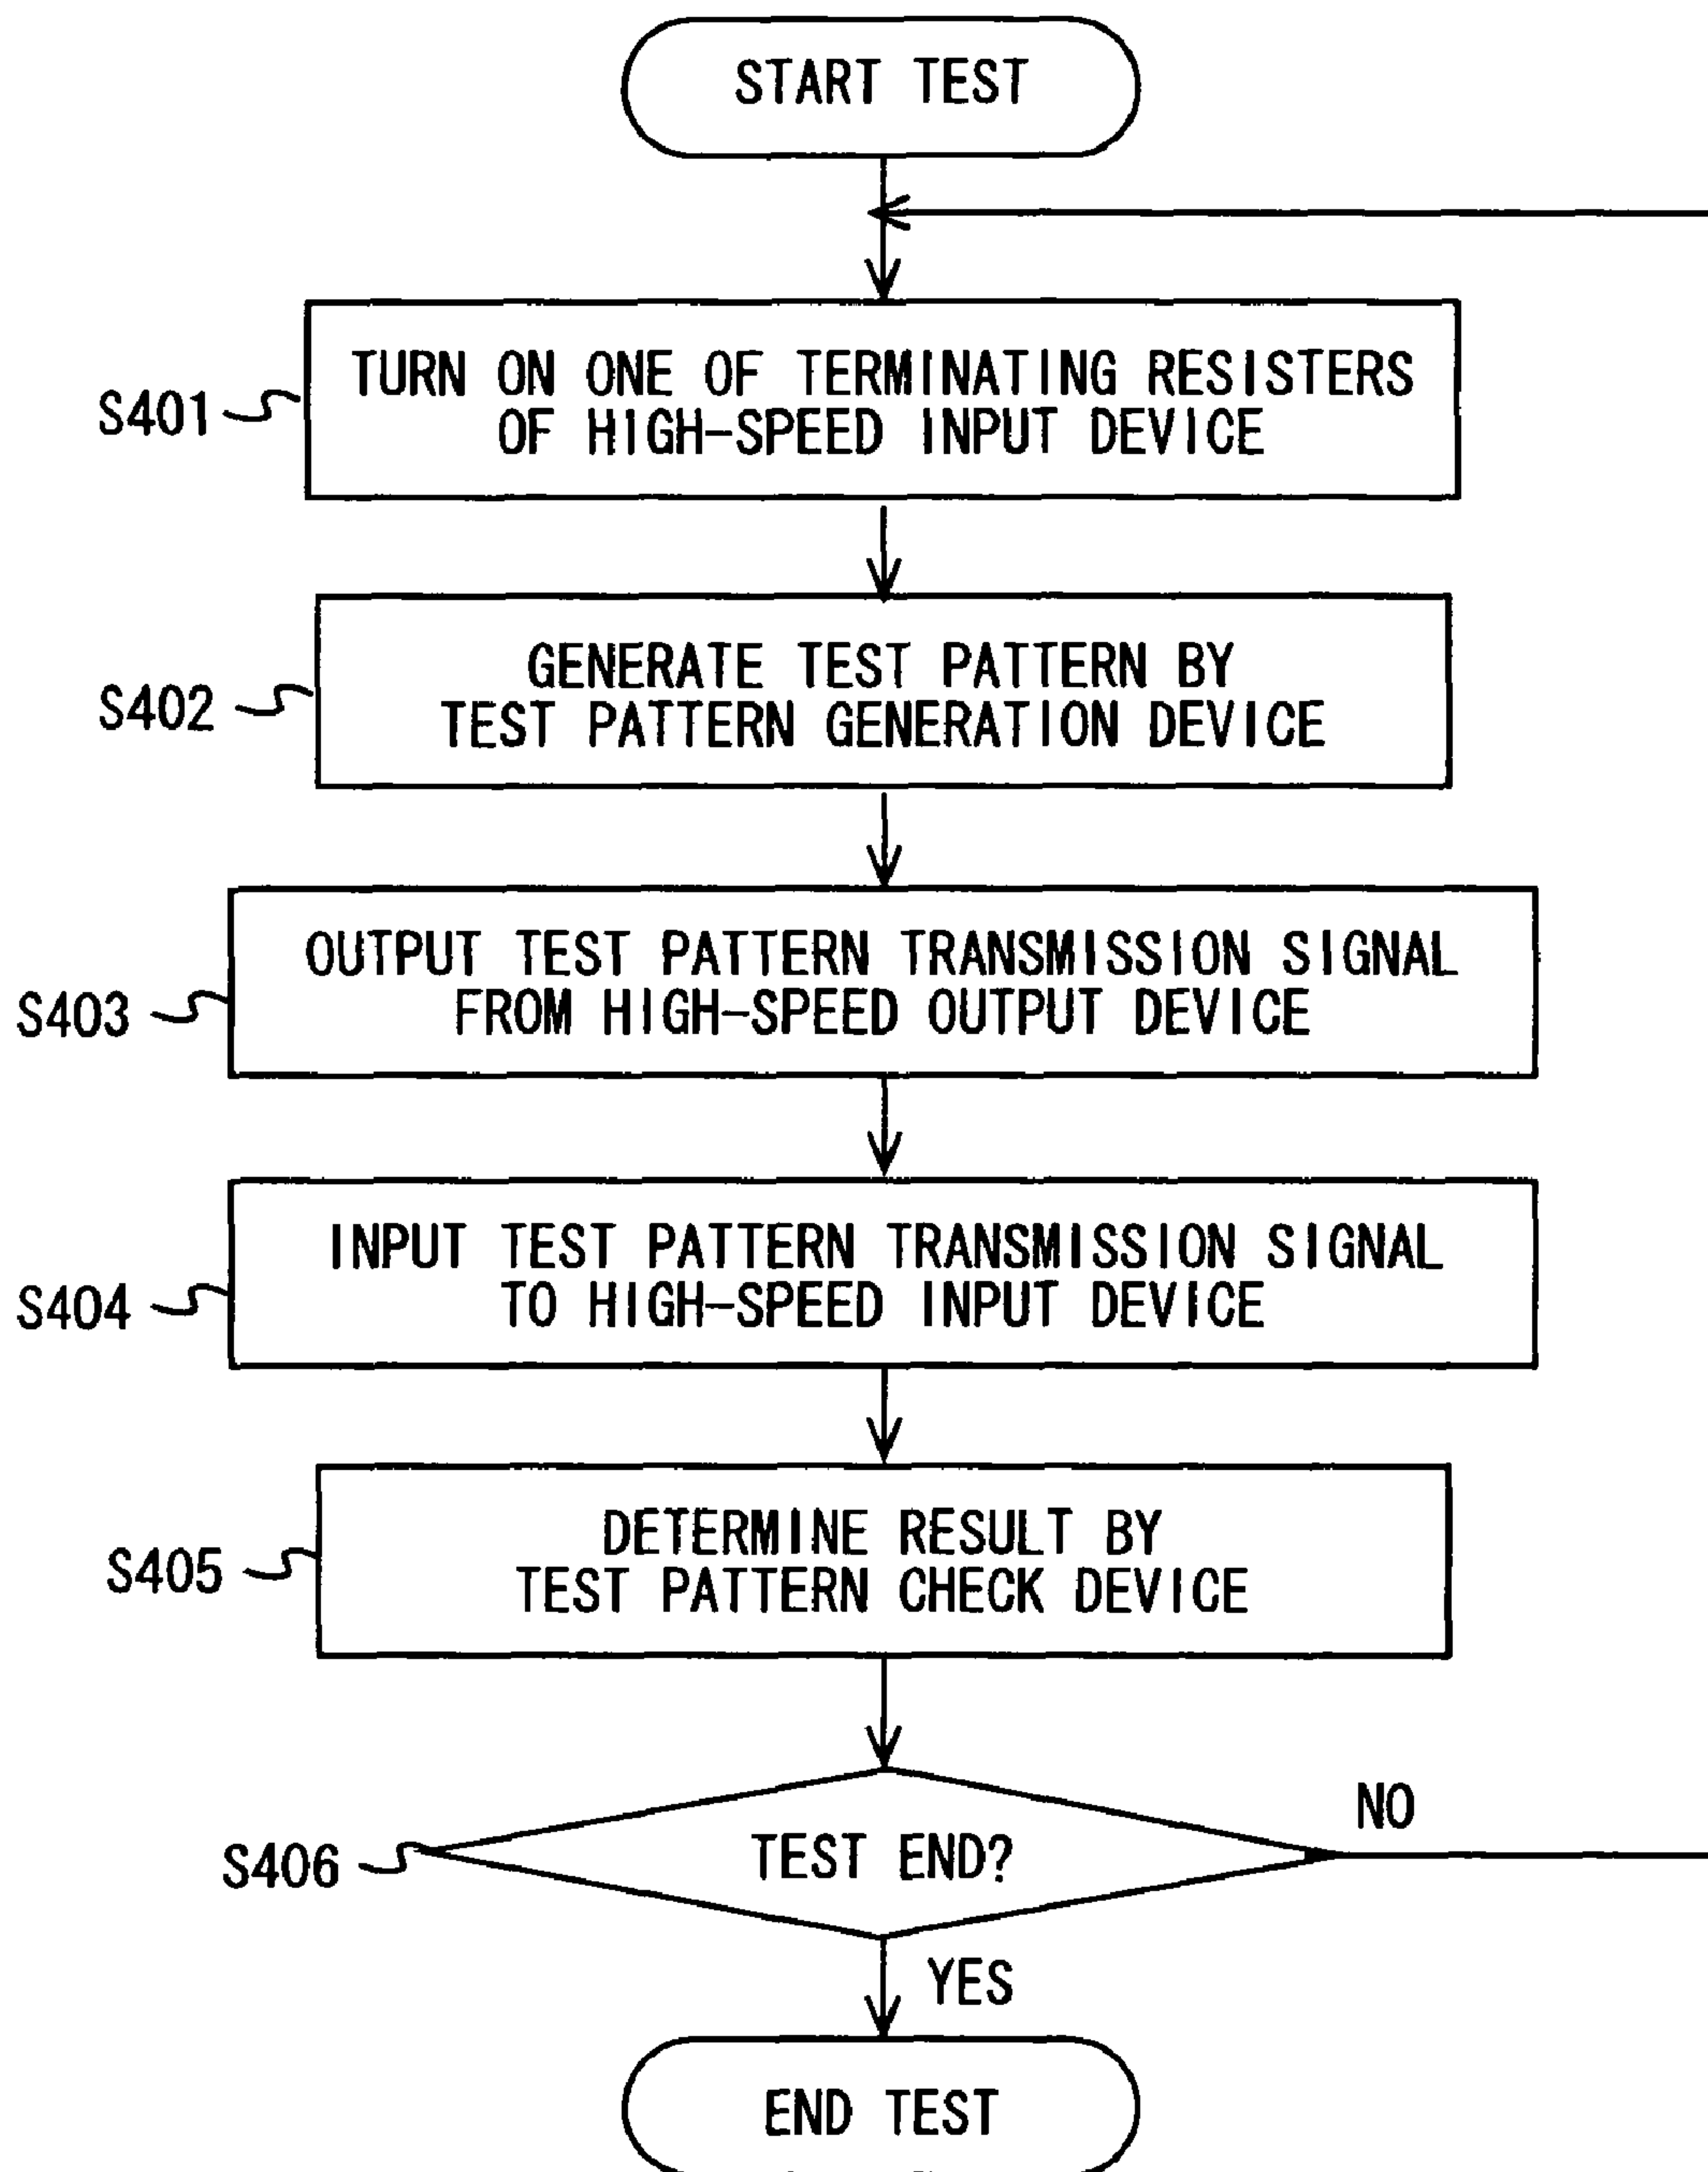 START TEST
S401
TURN ON ONE OF TERMINATING RESISTERS
OF HIGH-SPEED INPUT DEVICE
S402
GENERATE TEST PATTERN BY
TEST PATTERN GENERATION DEVICE
S403
OUTPUT TEST PATTERN TRANSMISSION SIGNAL
FROM HIGH-SPEED OUTPUT DEVICE
S404
INPUT TEST PATTERN TRANSMISSION SIGNAL
TO HIGH-SPEED INPUT DEVICE
S405
DETERMINE RESULT BY
TEST PATTERN CHECK DEVICE
S406
TEST END?
NO
YES
END TEST